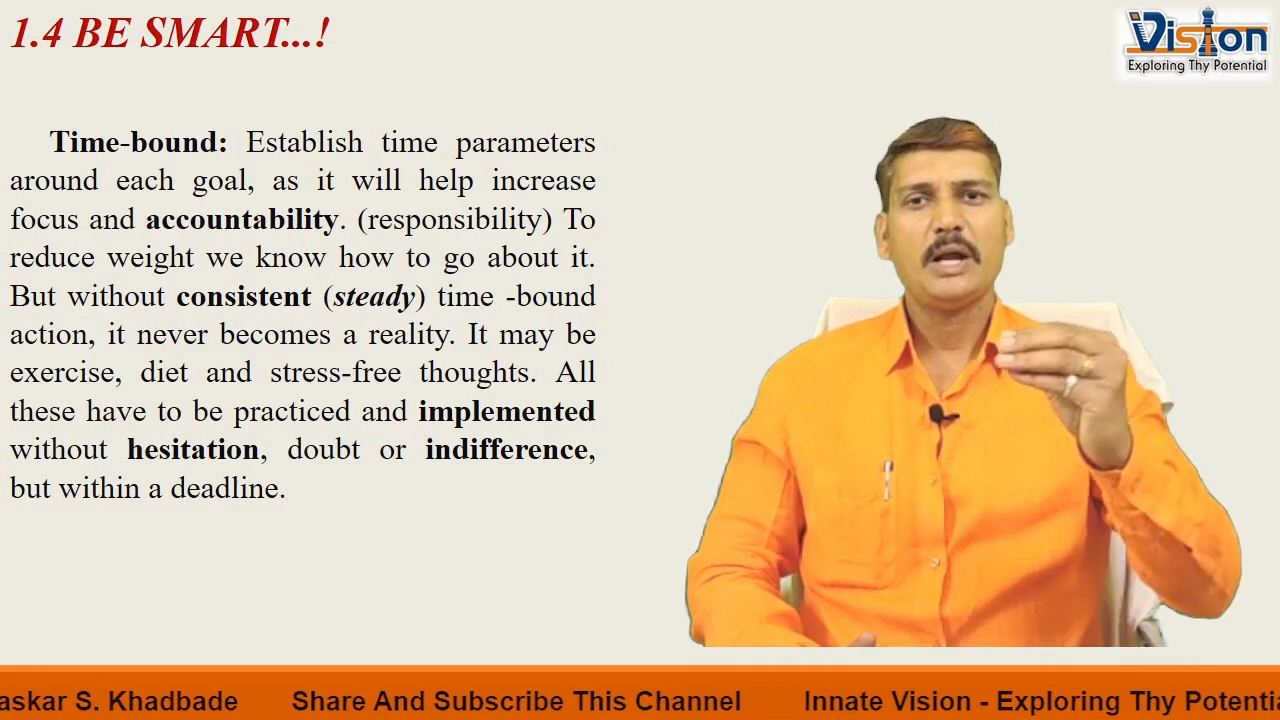 1.4 BE SMART...!
Vision
Exploring Thy Potential
Time-bound: Establish time parameters
around each goal, as it will help increase
focus and accountability. (responsibility) To
reduce weight we know how to go about it.
But without consistent (steady) time -bound
action, it never becomes a reality. It may be
exercise, diet and stress-free thoughts. All
these have to be practiced and implemented
without hesitation, doubt or indifference,
but within a deadline.
askar S. Khadbade Share And Subscribe This Channel Innate Vision - Exploring Thy Potentia